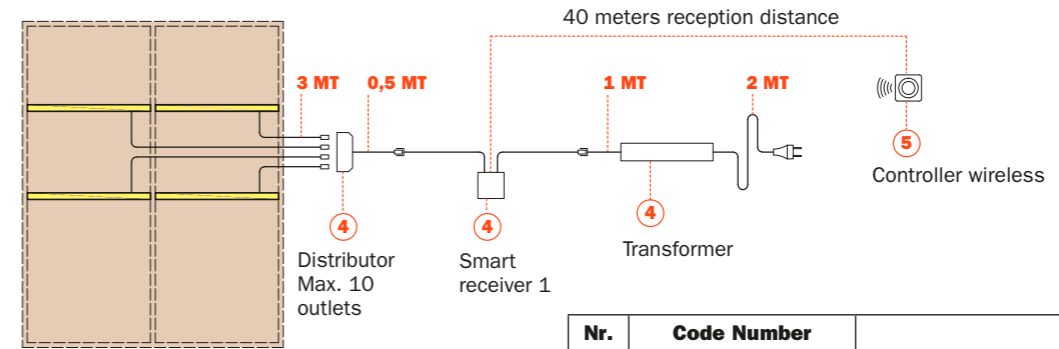 40 meters reception distance
3 MT
0,5 MT
1 MT
2 MT
5
Controller wireless
4
Distributor
Max. 10
outlets
4
Smart
receiver 1
4
Transformer
Nr.
Code Number